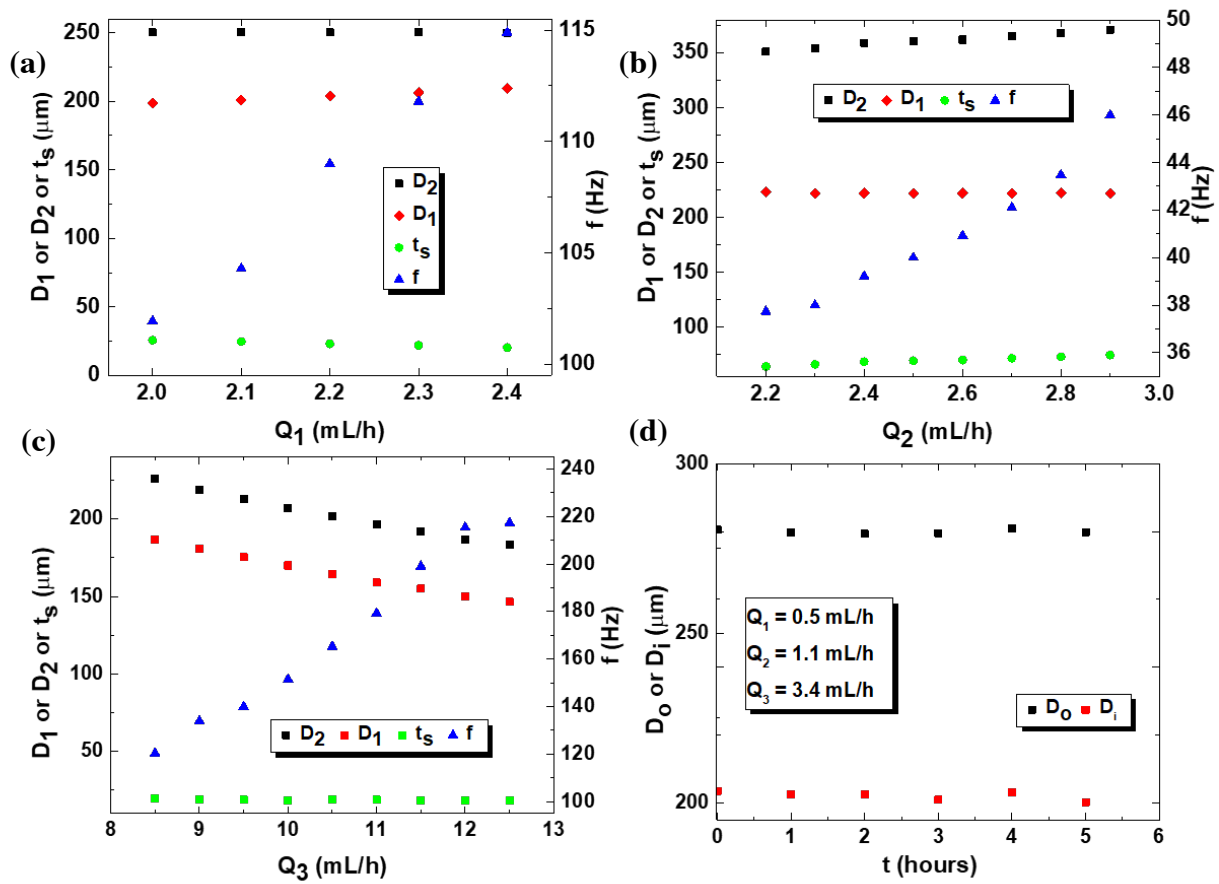 (a)
250
200
150
100
50
0
D₁ or D₂ or tₛ (μm)
D₂
D₁
tₛ
f
115
110
105
100
f (Hz)
2.0 2.1 2.2 2.3 2.4
Q₁ (mL/h)
(b)
350
300
250
200
150
100
D₁ or D₂ or tₛ (μm)
D₂ D₁ tₛ f
50
48
46
44
42
40
38
36
f (Hz)
2.2 2.4 2.6 2.8 3.0
Q₂ (mL/h)
(c)
200
150
100
50
D₁ or D₂ or tₛ (μm)
D₂ D₁ tₛ f
240
220
200
180
160
140
120
100
f (Hz)
8 9 10 11 12 13
Q₃ (mL/h)
(d)
300
250
200
Dₒ or Dᵢ (μm)
Q₁ = 0.5 mL/h
Q₂ = 1.1 mL/h
Q₃ = 3.4 mL/h
Dₒ Dᵢ
0 1 2 3 4 5 6
t (hours)